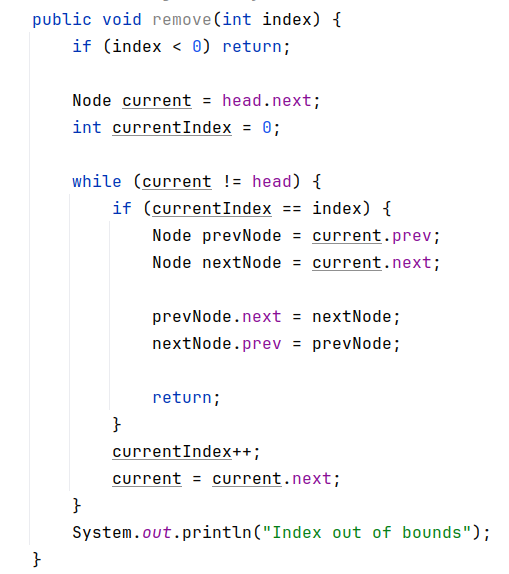 public void remove(int index) {
    if (index < 0) return;

    Node current = head.next;
    int currentIndex = 0;

    while (current != head) {
        if (currentIndex == index) {
            Node prevNode = current.prev;
            Node nextNode = current.next;

            prevNode.next = nextNode;
            nextNode.prev = prevNode;

            return;
        }
        currentIndex++;
        current = current.next;
    }
    System.out.println("Index out of bounds");
}